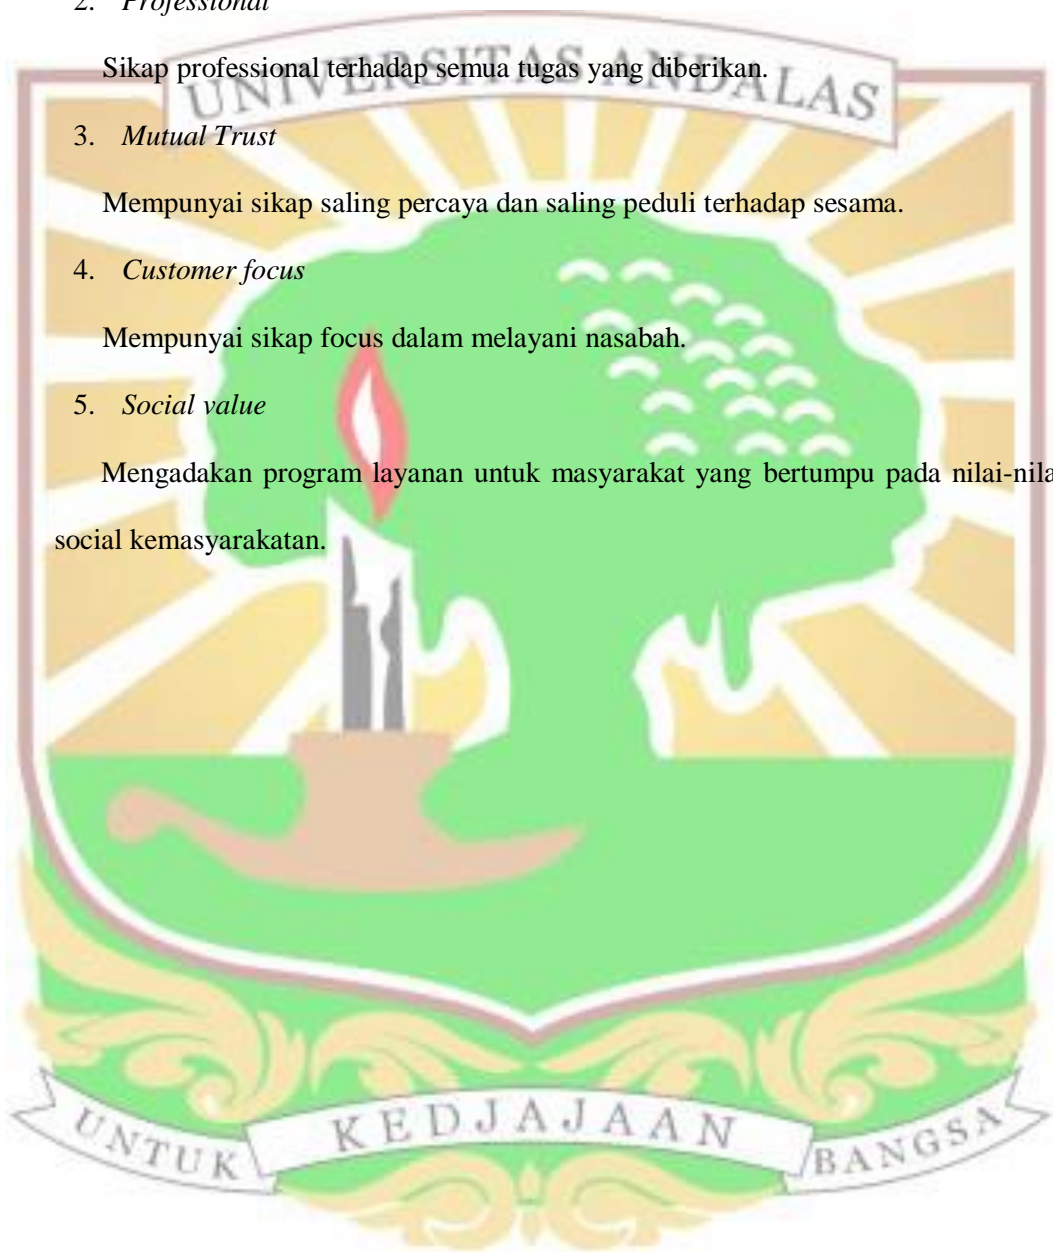 2. Professional
UNIVERSITAS ANDALAS
Sikap professional terhadap semua tugas yang diberikan.
3. Mutual Trust
Mempunyai sikap saling percaya dan saling peduli terhadap sesama.
4. Customer focus
Mempunyai sikap focus dalam melayani nasabah.
5. Social value
Mengadakan program layanan untuk masyarakat yang bertumpu pada nilai-nila
social kemasyarakatan.
UNTUK KEDJAJAAN BANGSA